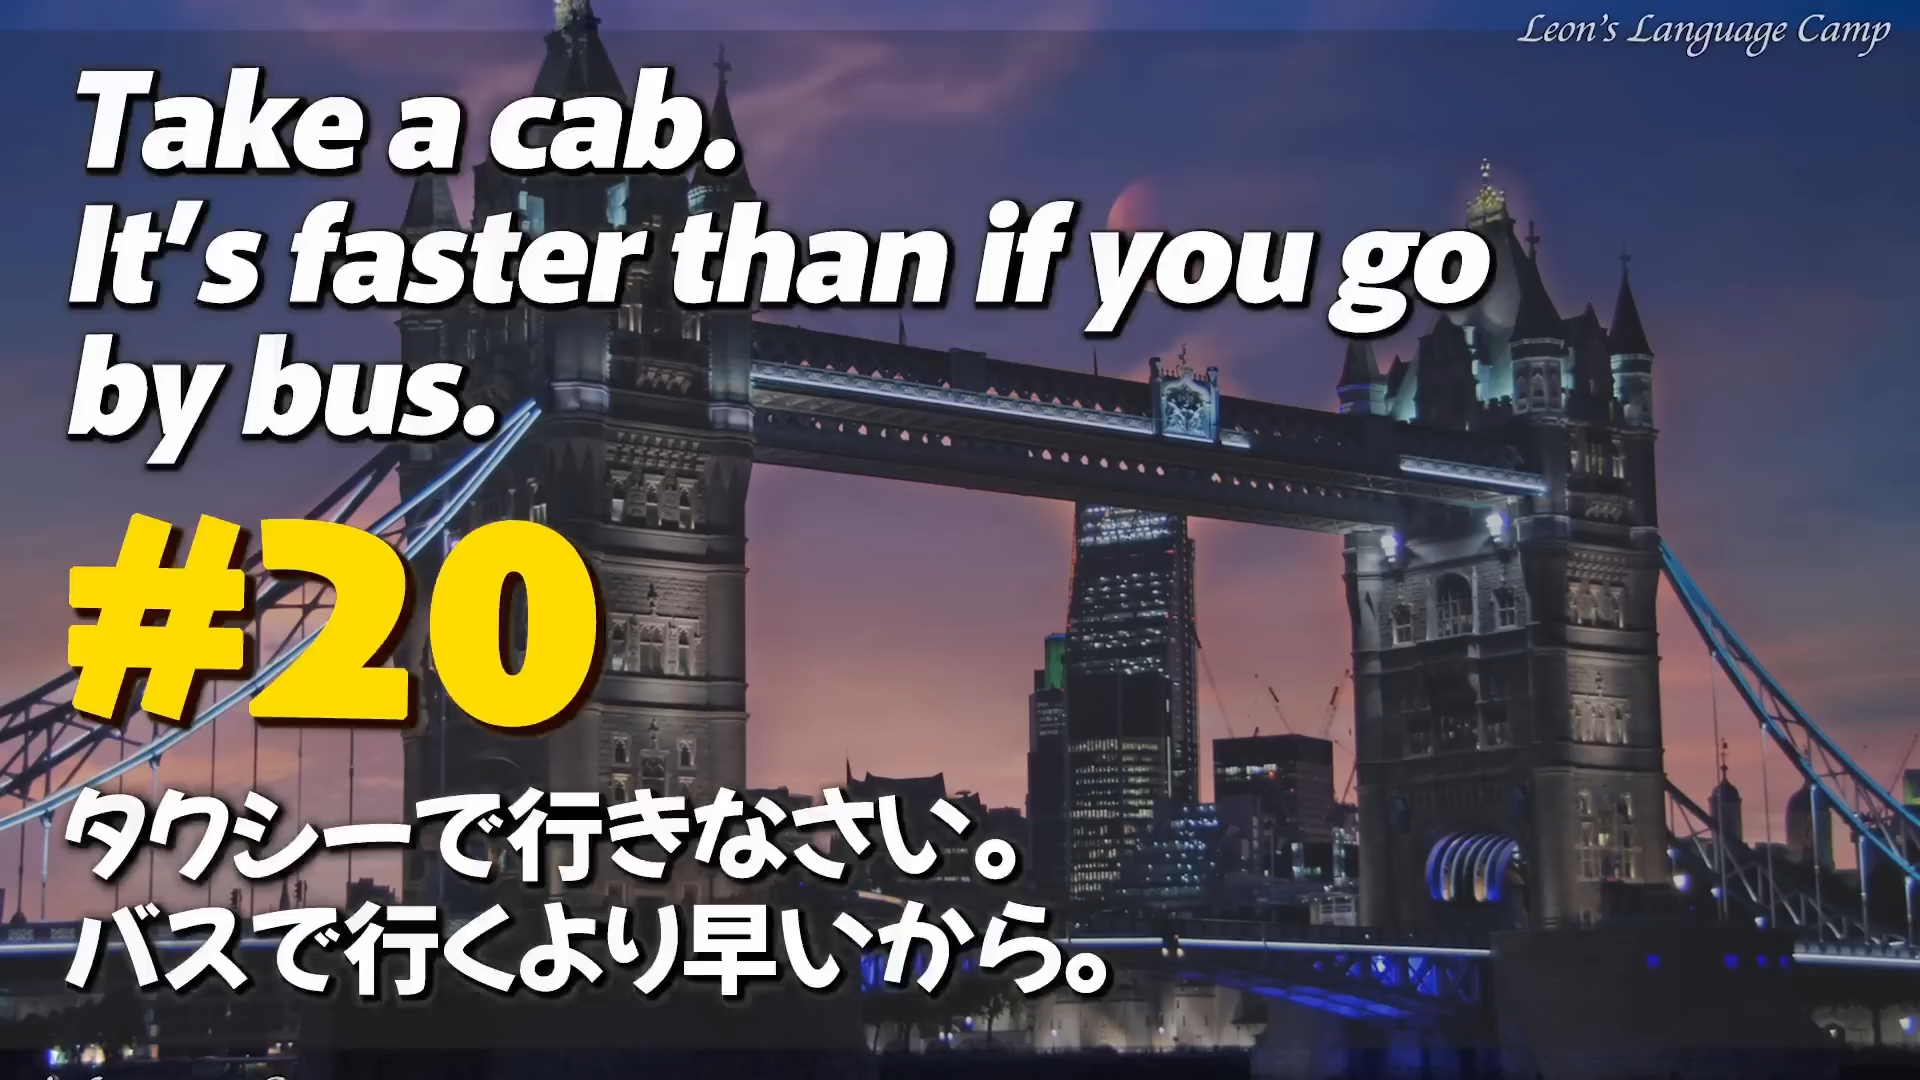 Leon's Language Camp
Take a cab.
It's faster than if you go
by bus.
#20
タクシーで行きなさい。
バスで行くより早いから。